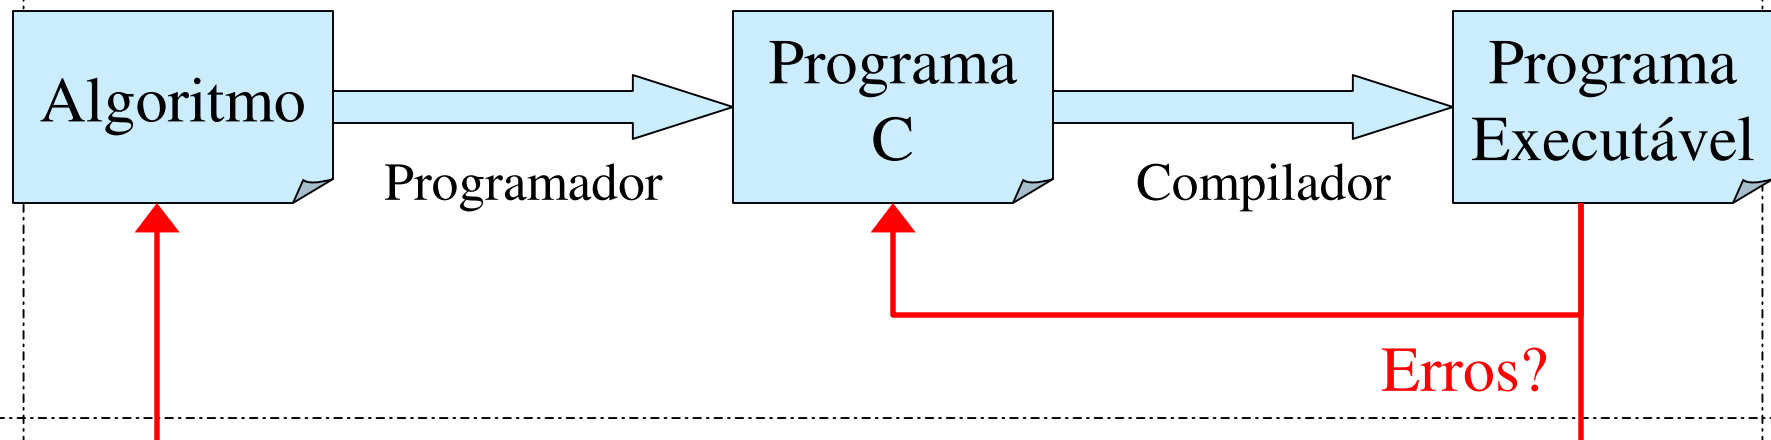 Algoritmo
Programador
Programa
C
Compilador
Programa
Executável
Erros?